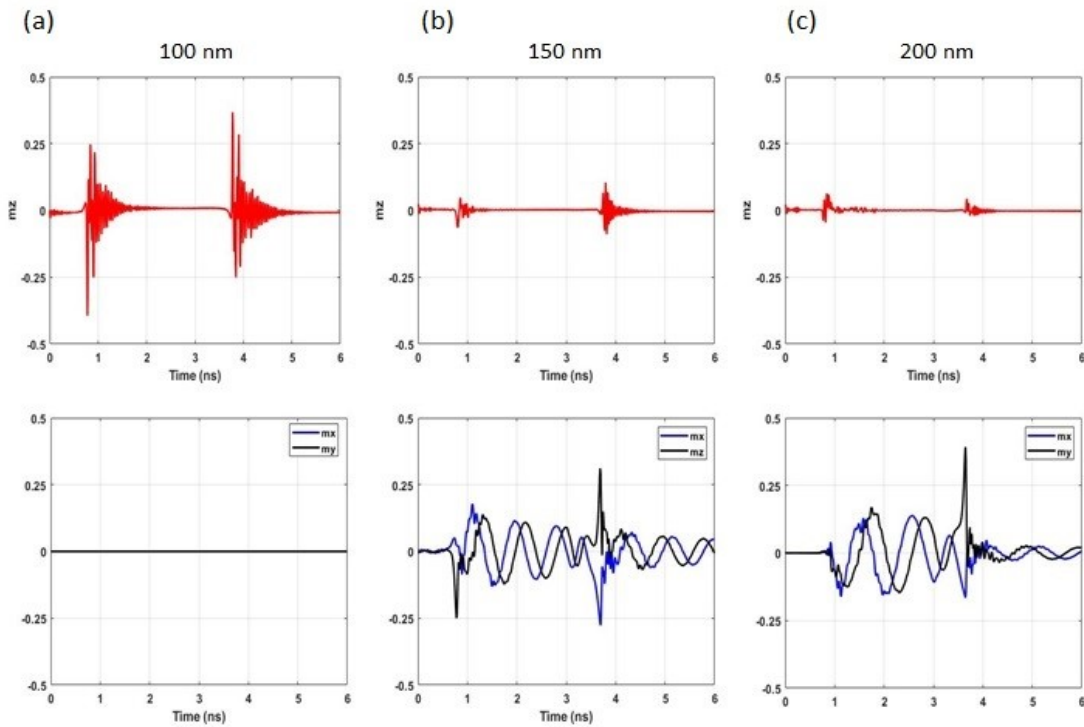 (a) (b) (c)
100 nm 150 nm 200 nm
0.5 0.5 0.5
0.25 0.25 0.25
mz 0 mz 0 mz 0
-0.25 -0.25 -0.25
-0.5 -0.5 -0.5
0 1 2 3 4 5 6 0 1 2 3 4 5 6 0 1 2 3 4 5 6
Time (ns) Time (ns) Time (ns)
0.5 0.5 0.5
mx mx mx
my mz my
0.25 0.25 0.25
0 0 0
-0.25 -0.25 -0.25
-0.5 -0.5 -0.5
0 1 2 3 4 5 6 0 1 2 3 4 5 6 0 1 2 3 4 5 6
Time (ns) Time (ns) Time (ns)